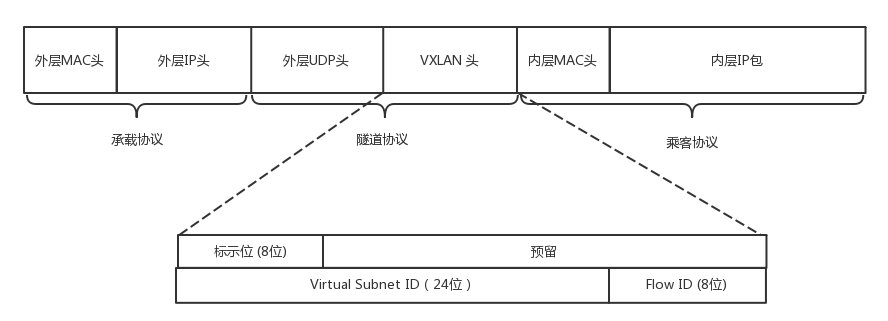 外层MAC头 外层IP头 外层UDP头 VXLAN 头 内层MAC头 内层IP包
承载协议 隧道协议 乘客协议
标示位 (8位) 预留
Virtual Subnet ID（24位） Flow ID (8位)